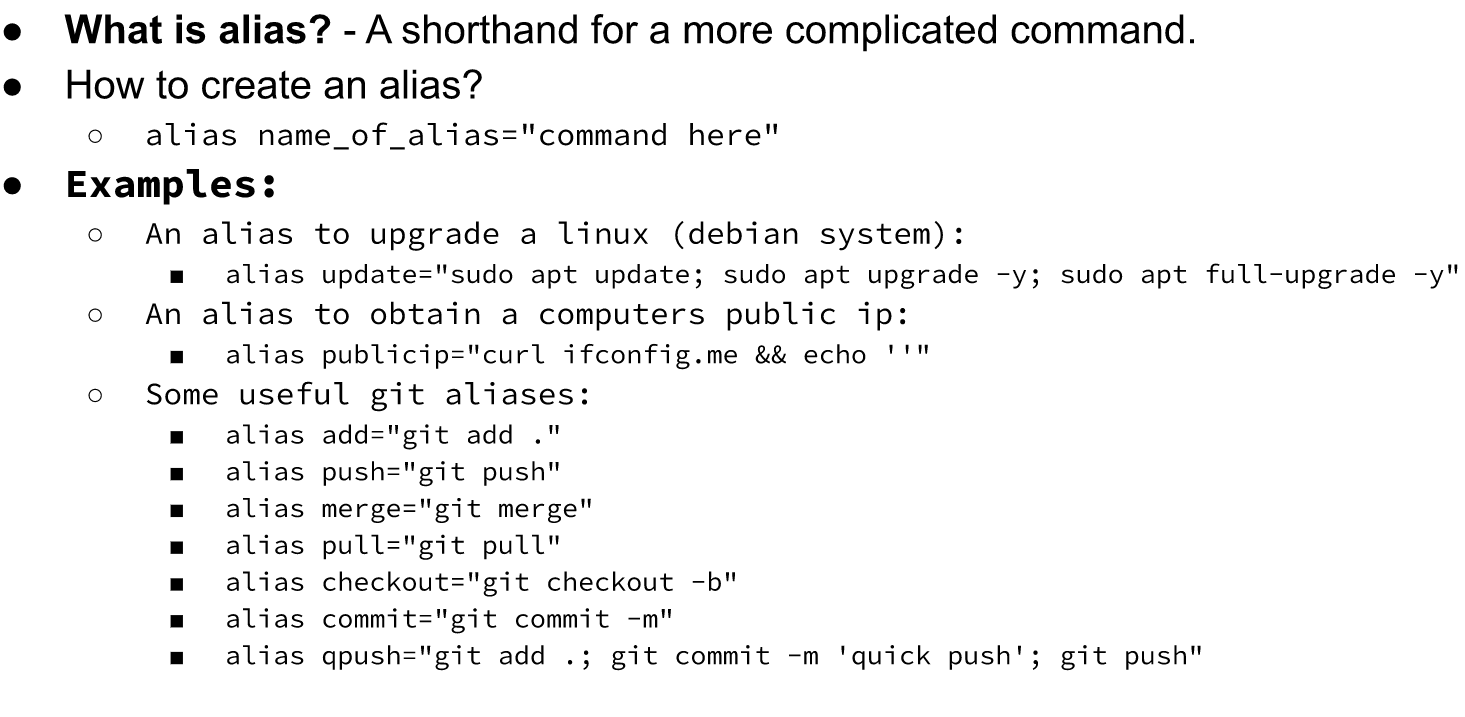 ● What is alias? - A shorthand for a more complicated command.
● How to create an alias?
○ alias name_of_alias="command here"
● Examples:
○ An alias to upgrade a linux (debian system):
■ alias update="sudo apt update; sudo apt upgrade -y; sudo apt full-upgrade -y"
○ An alias to obtain a computers public ip:
■ alias publicip="curl ifconfig.me && echo ''"
○ Some useful git aliases:
■ alias add="git add ."
■ alias push="git push"
■ alias merge="git merge"
■ alias pull="git pull"
■ alias checkout="git checkout -b"
■ alias commit="git commit -m"
■ alias qpush="git add .; git commit -m 'quick push'; git push"